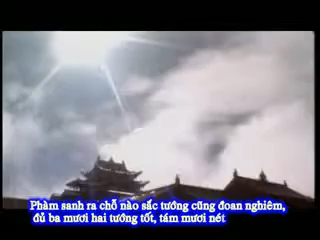 Phàm sanh ra chỗ nào sắc tướng cũng đoan nghiêm,
đủ ba mươi hai tướng tốt, tám mươi nét